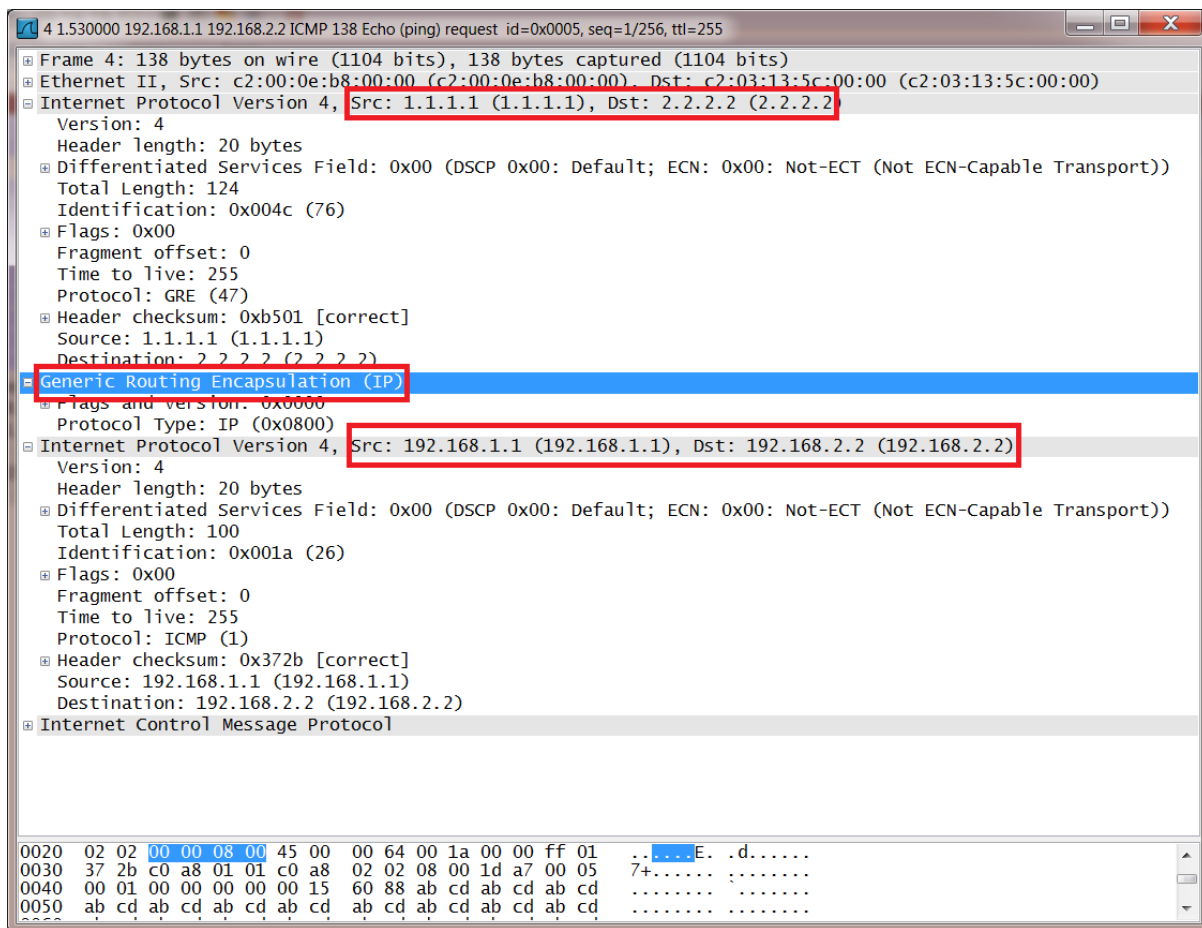 4 1.530000 192.168.1.1 192.168.2.2 ICMP 138 Echo (ping) request id=0x0005, seq=1/256, ttl=255
Frame 4: 138 bytes on wire (1104 bits), 138 bytes captured (1104 bits)
Ethernet II, Src: c2:00:0e:b8:00:00 (c2:00:0e:b8:00:00), Dst: c2:03:13:5c:00:00 (c2:03:13:5c:00:00)
Internet Protocol Version 4, Src: 1.1.1.1 (1.1.1.1), Dst: 2.2.2.2 (2.2.2.2)
Version: 4
Header length: 20 bytes
Differentiated Services Field: 0x00 (DSCP 0x00: Default; ECN: 0x00: Not-ECT (Not ECN-Capable Transport))
Total Length: 124
Identification: 0x004c (76)
Flags: 0x00
Fragment offset: 0
Time to live: 255
Protocol: GRE (47)
Header checksum: 0xb501 [correct]
Source: 1.1.1.1 (1.1.1.1)
Destination: 2.2.2.2 (2.2.2.2)
Generic Routing Encapsulation (IP)
Flags and version: 0x0000
Protocol Type: IP (0x0800)
Internet Protocol Version 4, Src: 192.168.1.1 (192.168.1.1), Dst: 192.168.2.2 (192.168.2.2)
Version: 4
Header length: 20 bytes
Differentiated Services Field: 0x00 (DSCP 0x00: Default; ECN: 0x00: Not-ECT (Not ECN-Capable Transport))
Total Length: 100
Identification: 0x001a (26)
Flags: 0x00
Fragment offset: 0
Time to live: 255
Protocol: ICMP (1)
Header checksum: 0x372b [correct]
Source: 192.168.1.1 (192.168.1.1)
Destination: 192.168.2.2 (192.168.2.2)
Internet Control Message Protocol
0020 02 02 00 00 08 00 45 00 00 64 00 1a 00 00 ff 01 ......E. .d......
0030 37 2b c0 a8 01 01 c0 a8 02 02 08 00 1d a7 00 05 7+...... ........
0040 00 01 00 00 00 00 00 15 60 88 ab cd ab cd ab cd ........ `.......
0050 ab cd ab cd ab cd ab cd ab cd ab cd ab cd ab cd ........ ........